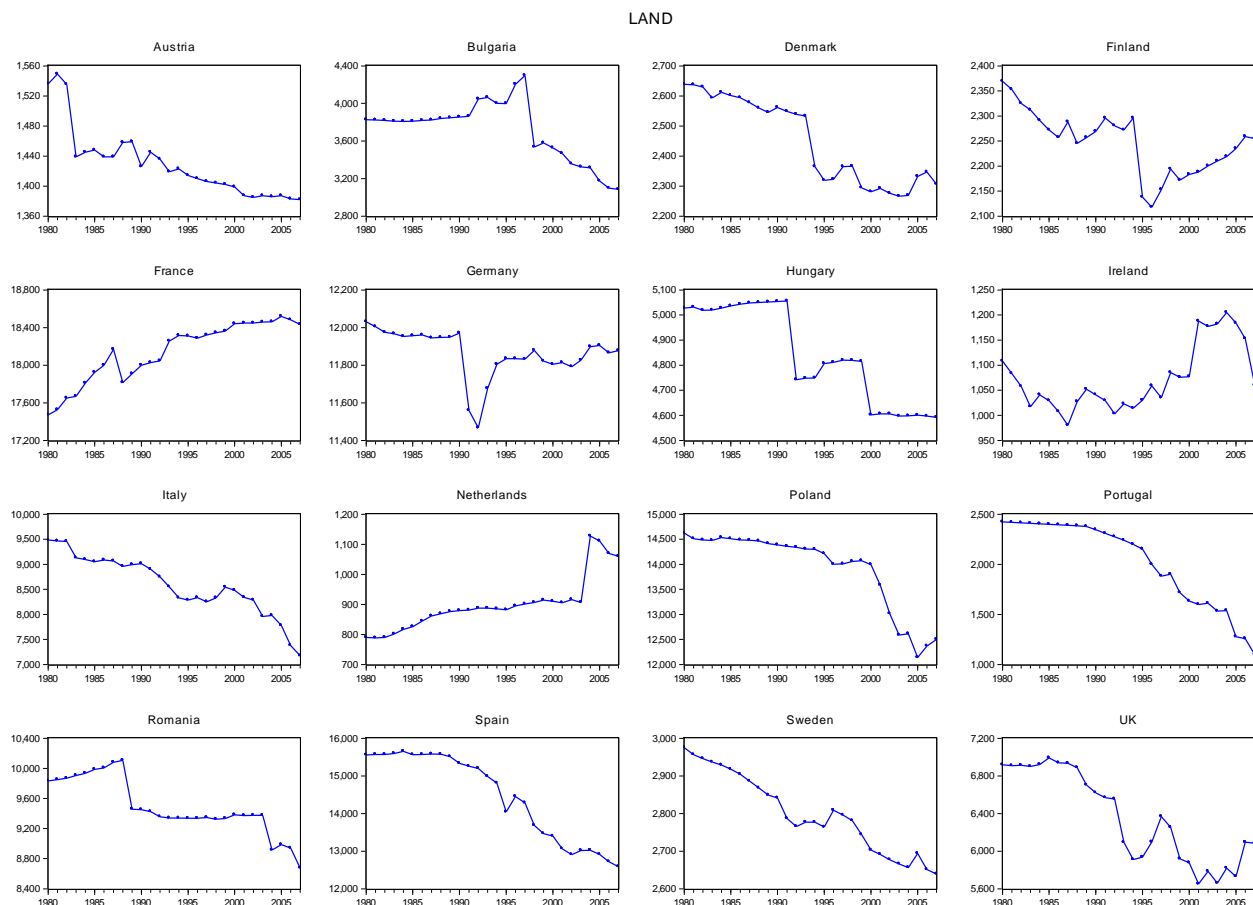 LAND
Austria
1,560
1,520
1,480
1,440
1,400
1,360
1980 1985 1990 1995 2000 2005
Bulgaria
4,400
4,000
3,600
3,200
2,800
1980 1985 1990 1995 2000 2005
Denmark
2,700
2,600
2,500
2,400
2,300
2,200
1980 1985 1990 1995 2000 2005
Finland
2,400
2,350
2,300
2,250
2,200
2,150
2,100
1980 1985 1990 1995 2000 2005
France
18,800
18,400
18,000
17,600
17,200
1980 1985 1990 1995 2000 2005
Germany
12,200
12,000
11,800
11,600
11,400
1980 1985 1990 1995 2000 2005
Hungary
5,100
5,000
4,900
4,800
4,700
4,600
4,500
1980 1985 1990 1995 2000 2005
Ireland
1,250
1,200
1,150
1,100
1,050
1,000
950
1980 1985 1990 1995 2000 2005
Italy
10,000
9,500
9,000
8,500
8,000
7,500
7,000
1980 1985 1990 1995 2000 2005
Netherlands
1,200
1,100
1,000
900
800
700
1980 1985 1990 1995 2000 2005
Poland
15,000
14,500
14,000
13,500
13,000
12,500
12,000
1980 1985 1990 1995 2000 2005
Portugal
2,500
2,000
1,500
1,000
1980 1985 1990 1995 2000 2005
Romania
10,400
10,000
9,600
9,200
8,800
8,400
1980 1985 1990 1995 2000 2005
Spain
16,000
15,000
14,000
13,000
12,000
1980 1985 1990 1995 2000 2005
Sweden
3,000
2,900
2,800
2,700
2,600
1980 1985 1990 1995 2000 2005
UK
7,200
6,800
6,400
6,000
5,600
1980 1985 1990 1995 2000 2005